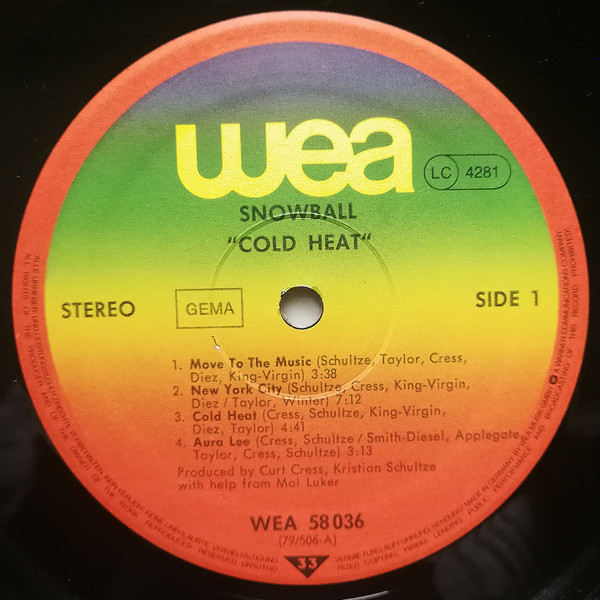 wea
LC 4281
SNOWBALL
"COLD HEAT"
STEREO
GEMA
SIDE 1
1. Move To The Music (Schultze, Taylor, Cress,
Diez, King-Virgin) 3:38
2. New York City (Schultze, Cress, King-Virgin,
Diez / Taylor, Winter) 7:12
3. Cold Heat (Cress, Schultze, King-Virgin,
Diez, Taylor) 4:41
4. Aura Lee (Cress, Schultze / Smith-Diesel, Applegate,
Taylor, Cress, Schultze) 3:13
Produced by Curt Cress, Kristian Schultze
with help from Mal Luker
WEA 58 036
(79/506-A)
33